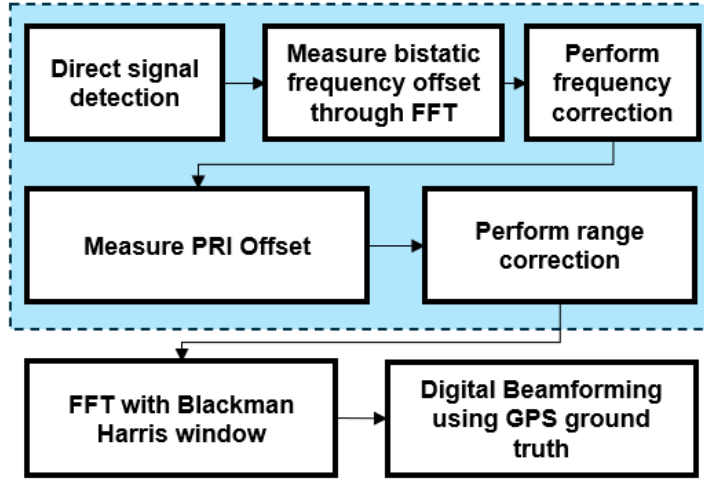 Direct signal
detection
Measure bistatic
frequency offset
through FFT
Perform
frequency
correction
Measure PRI Offset
Perform range
correction
FFT with Blackman
Harris window
Digital Beamforming
using GPS ground
truth